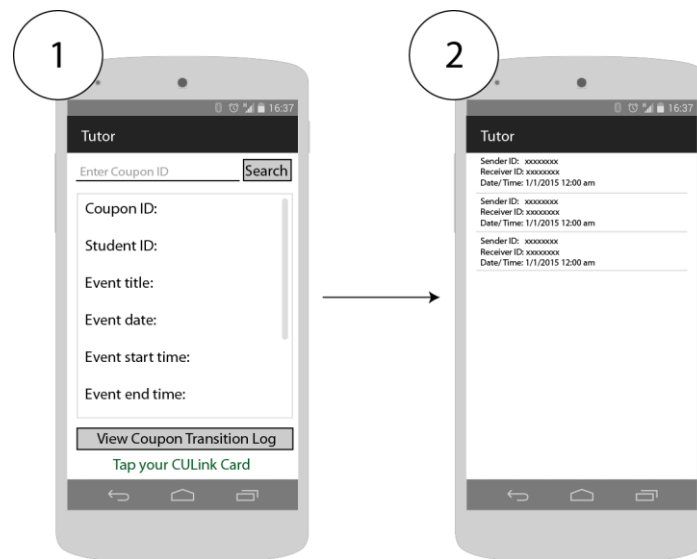 1
16:37
Tutor
Enter Coupon ID Search
Coupon ID:
Student ID:
Event title:
Event date:
Event start time:
Event end time:
View Coupon Transition Log
Tap your CULink Card
2
16:37
Tutor
Sender ID: xxxxxxxx
Receiver ID: xxxxxxxx
Date/ Time: 1/1/2015 12:00 am
Sender ID: xxxxxxxx
Receiver ID: xxxxxxxx
Date/ Time: 1/1/2015 12:00 am
Sender ID: xxxxxxxx
Receiver ID: xxxxxxxx
Date/ Time: 1/1/2015 12:00 am